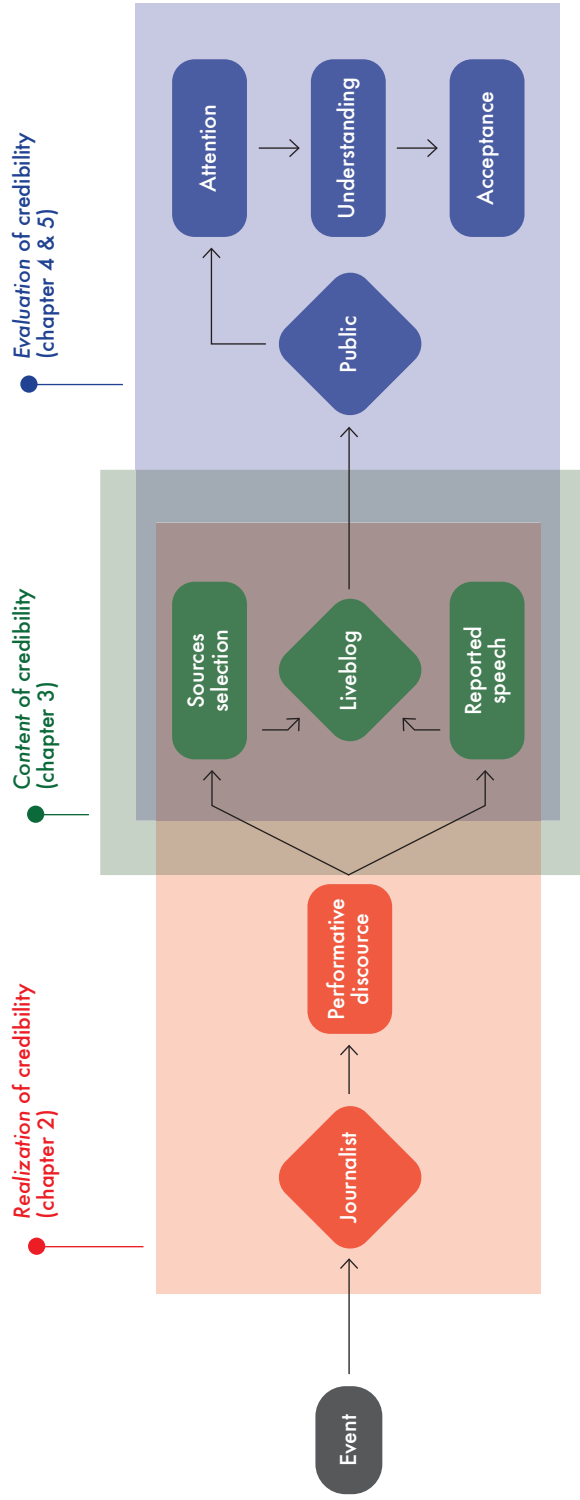 Realization of credibility
(chapter 2)
Content of credibility
(chapter 3)
Evaluation of credibility
(chapter 4 & 5)
Event
Journalist
Performative
discource
Sources
selection
Liveblog
Reported
speech
Public
Attention
Understanding
Acceptance